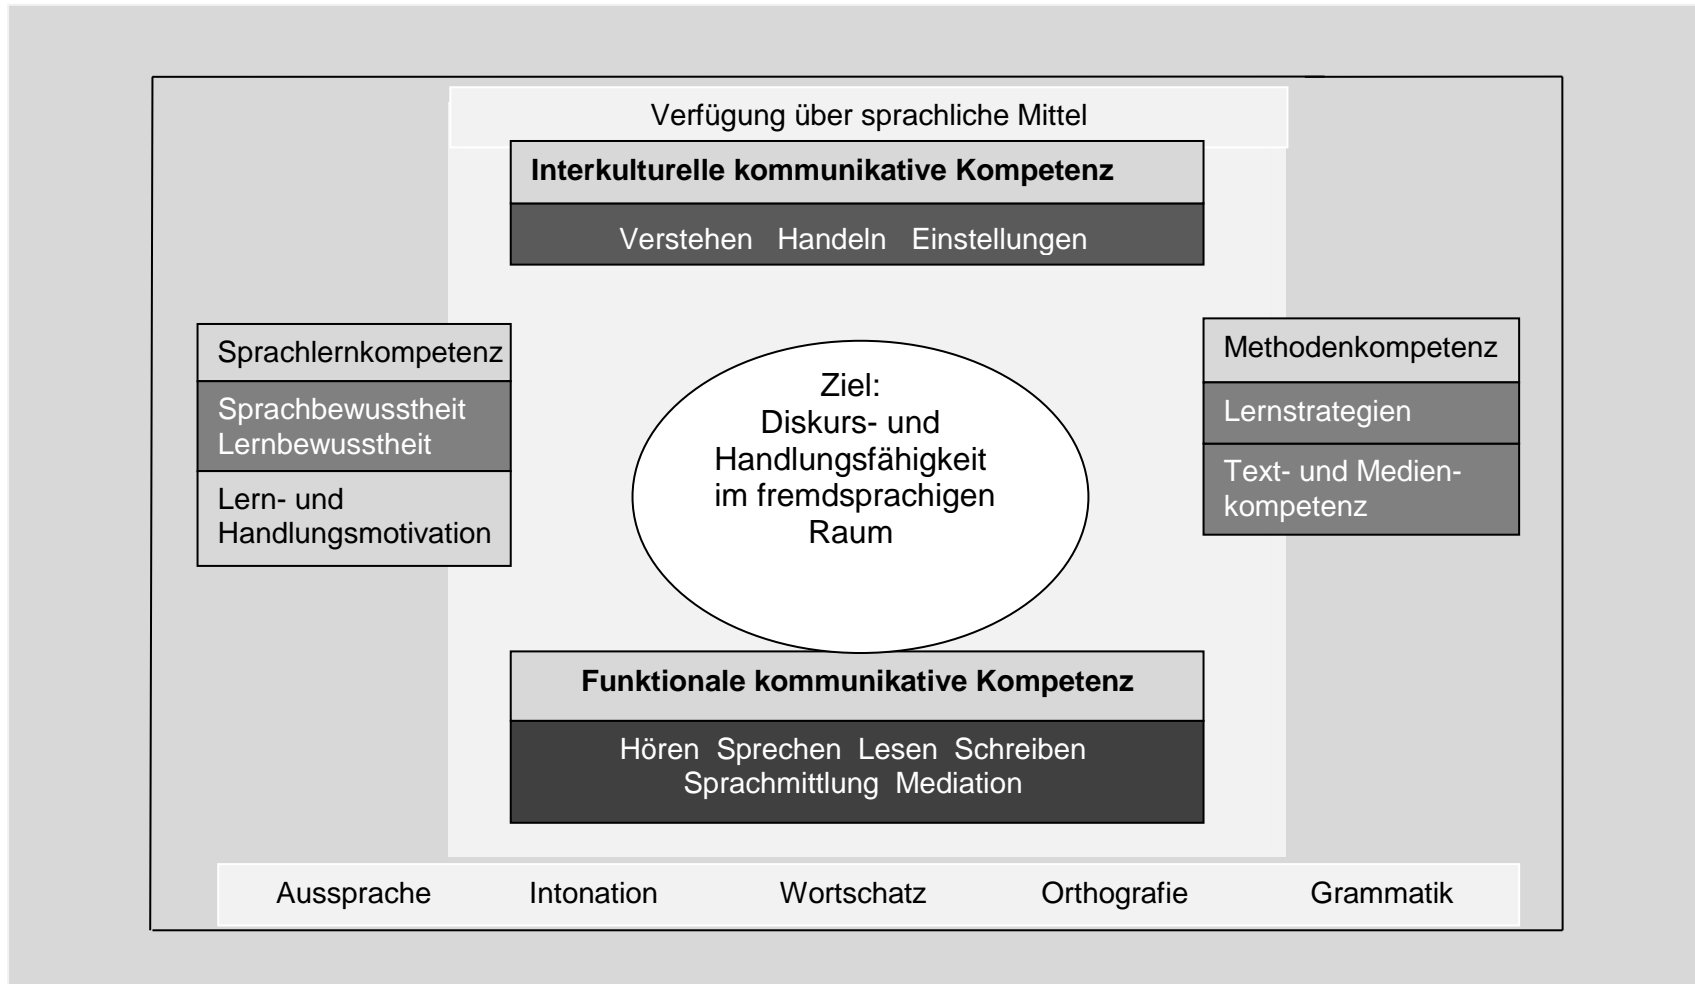 Verfügung über sprachliche Mittel
Interkulturelle kommunikative Kompetenz
Verstehen Handeln Einstellungen
Sprachlernkompetenz
Sprachbewusstheit
Lernbewusstheit
Lern- und
Handlungsmotivation
Ziel:
Diskurs- und
Handlungsfähigkeit
im fremdsprachigen
Raum
Methodenkompetenz
Lernstrategien
Text- und Medien-
kompetenz
Funktionale kommunikative Kompetenz
Hören Sprechen Lesen Schreiben
Sprachmittlung Mediation
Aussprache Intonation Wortschatz Orthografie Grammatik